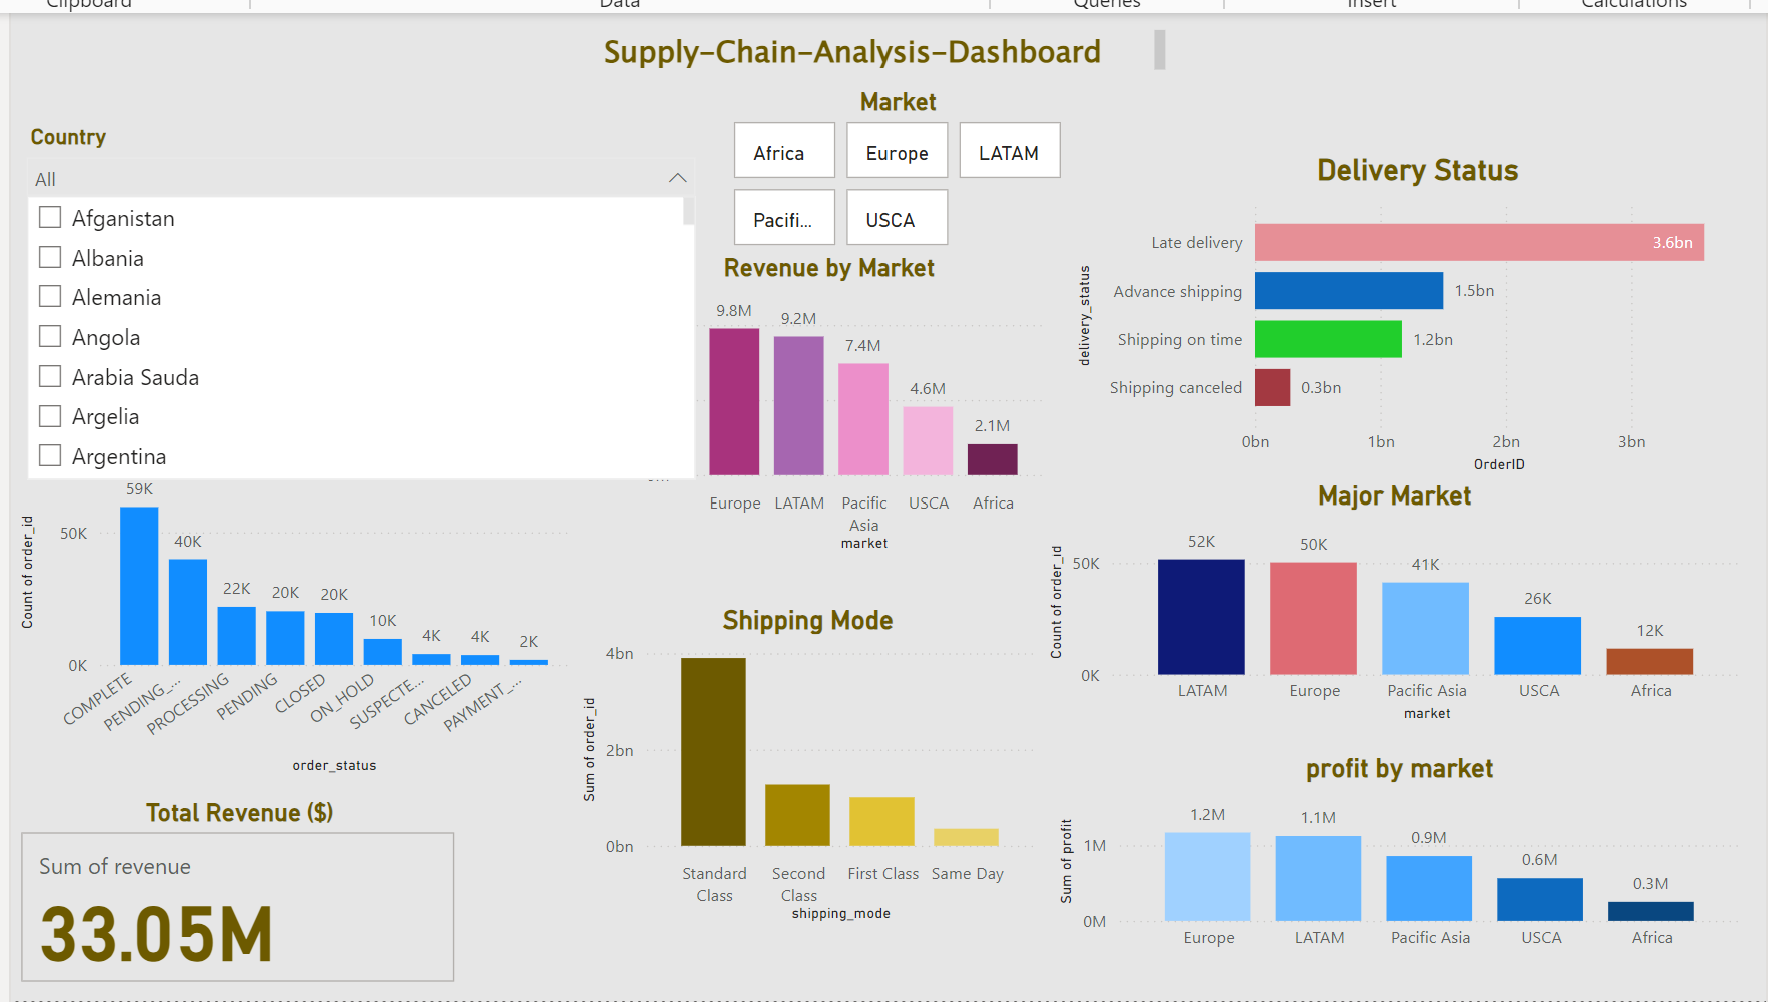 Clipboard
Data
Queries
Insert
Calculations
Supply-Chain-Analysis-Dashboard
Market
Africa
Europe
LATAM
Pacifi...
USCA
Country
All
Afganistan
Albania
Alemania
Angola
Arabia Sauda
Argelia
Argentina
Revenue by Market
9.8M
9.2M
7.4M
4.6M
2.1M
Europe
LATAM
Pacific
Asia
USCA
Africa
market
Delivery Status
delivery_status
Late delivery
3.6bn
Advance shipping
1.5bn
Shipping on time
1.2bn
Shipping canceled
0.3bn
0bn
1bn
2bn
3bn
OrderID
Count of order_id
50K
0K
59K
40K
22K
20K
20K
10K
4K
4K
2K
COMPLETE
PENDING_...
PROCESSING
PENDING
CLOSED
ON_HOLD
SUSPECTE...
CANCELED
PAYMENT_...
order_status
Major Market
Count of order_id
50K
0K
52K
50K
41K
26K
12K
LATAM
Europe
Pacific Asia
USCA
Africa
market
Shipping Mode
Sum of order_id
4bn
2bn
0bn
Standard
Class
Second
Class
First Class
Same Day
shipping_mode
profit by market
Sum of profit
1M
0M
1.2M
1.1M
0.9M
0.6M
0.3M
Europe
LATAM
Pacific Asia
USCA
Africa
Total Revenue ($)
Sum of revenue
33.05M